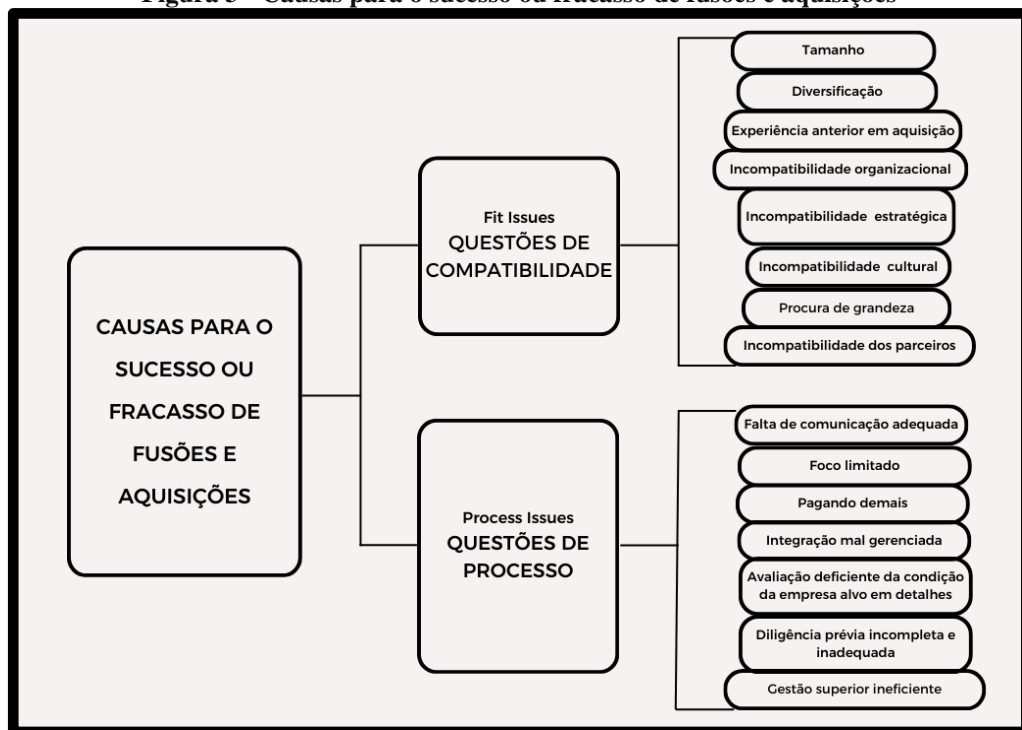 Figura 3 – Causas para o sucesso ou fracasso de fusões e aquisições
CAUSAS PARA O
SUCESSO OU
FRACASSO DE
FUSÕES E
AQUISIÇÕES
Fit Issues
QUESTÕES DE
COMPATIBILIDADE
Tamanho
Diversificação
Experiência anterior em aquisição
Incompatibilidade organizacional
Incompatibilidade estratégica
Incompatibilidade cultural
Procura de grandeza
Incompatibilidade dos parceiros
Process Issues
QUESTÕES DE
PROCESSO
Falta de comunicação adequada
Foco limitado
Pagando demais
Integração mal gerenciada
Avaliação deficiente da condição
da empresa alvo em detalhes
Diligência prévia incompleta e
inadequada
Gestão superior ineficiente